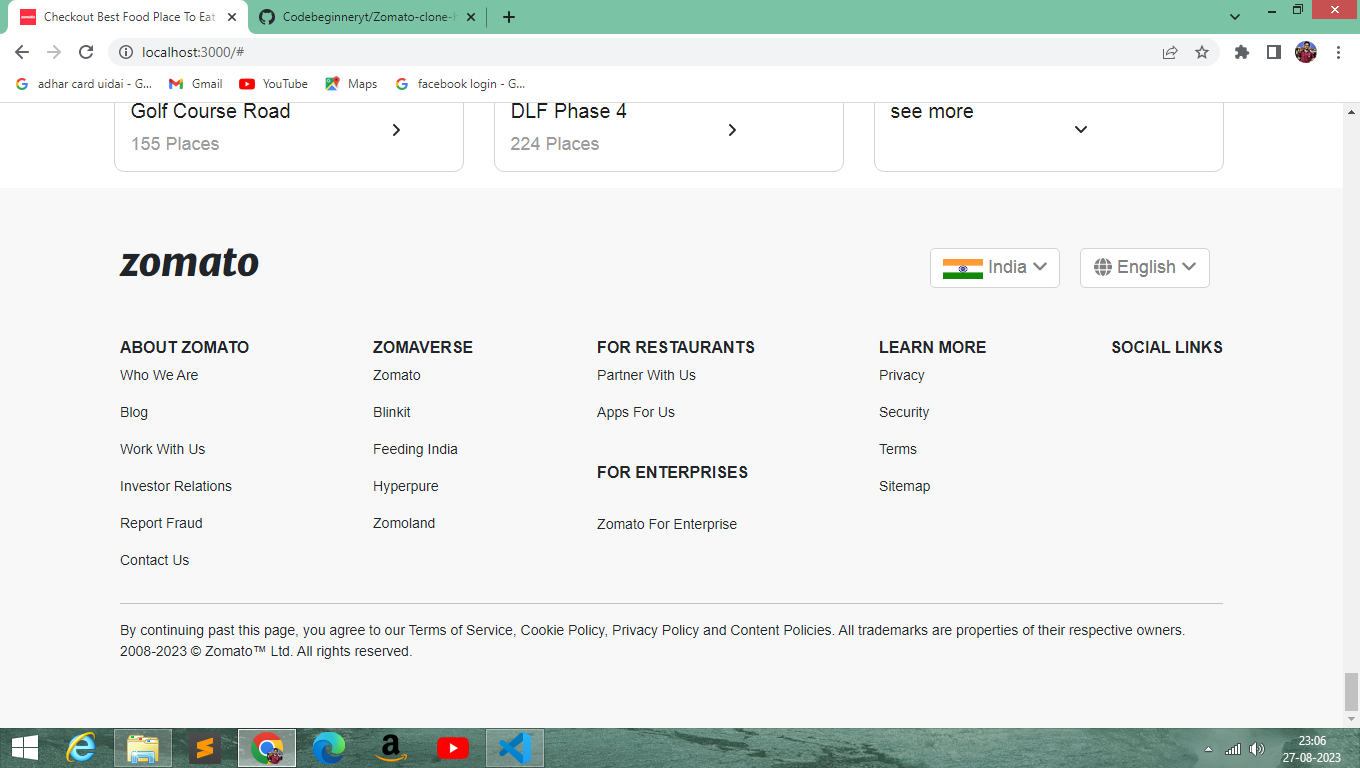 Checkout Best Food Place To Eat
Codebeginneryt/Zomato-clone-h
localhost:3000/#
adhar card uidai - G...
Gmail
YouTube
Maps
facebook login - G...
Golf Course Road
155 Places
DLF Phase 4
224 Places
see more
zomato
India
English
ABOUT ZOMATO
Who We Are
Blog
Work With Us
Investor Relations
Report Fraud
Contact Us
ZOMAVERSE
Zomato
Blinkit
Feeding India
Hyperpure
Zomoland
FOR RESTAURANTS
Partner With Us
Apps For Us
FOR ENTERPRISES
Zomato For Enterprise
LEARN MORE
Privacy
Security
Terms
Sitemap
SOCIAL LINKS
By continuing past this page, you agree to our Terms of Service, Cookie Policy, Privacy Policy and Content Policies. All trademarks are properties of their respective owners.
2008-2023 © Zomato™ Ltd. All rights reserved.
23:06
27-08-2023